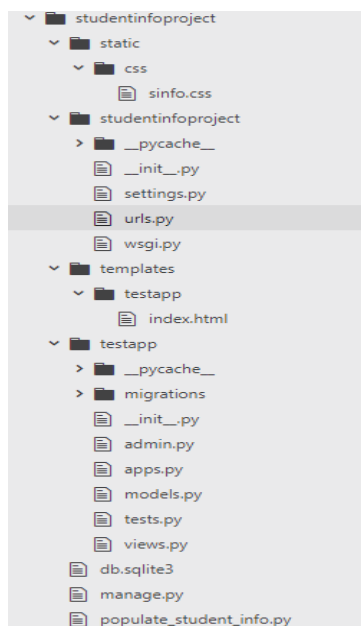 studentinfoproject
static
css
sinfo.css
studentinfoproject
__pycache__
__init__.py
settings.py
urls.py
wsgi.py
templates
testapp
index.html
testapp
__pycache__
migrations
__init__.py
admin.py
apps.py
models.py
tests.py
views.py
db.sqlite3
manage.py
populate_student_info.py